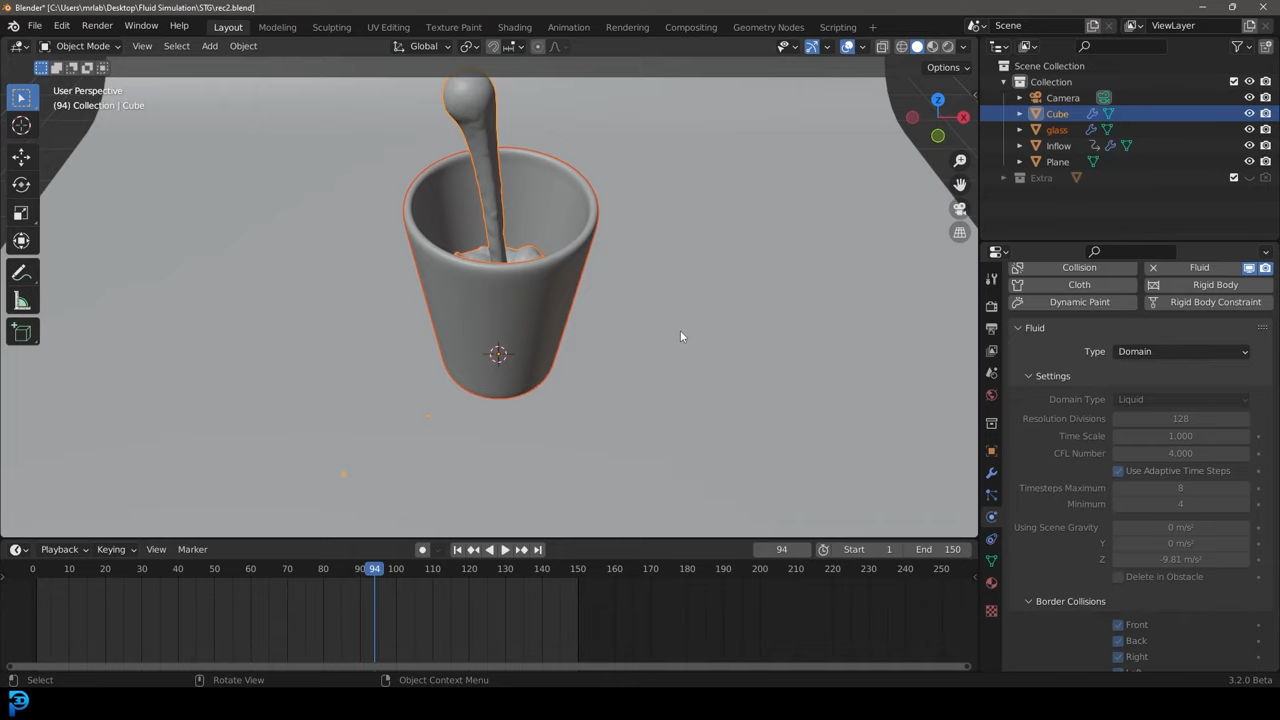 Blender* [C:\Users\mrlab\Desktop\Fluid Simulation\STG\rec2.blend]
File Edit Render Window Help Layout Modeling Sculpting UV Editing Texture Paint Shading Animation Rendering Compositing Geometry Nodes Scripting Scene ViewLayer
Object Mode View Select Add Object Global
Options
User Perspective
(94) Collection | Cube
Z
X
Scene Collection
Collection
Camera
Cube
glass
Inflow
Plane
Extra
Collision Fluid
Cloth Rigid Body
Dynamic Paint Rigid Body Constraint
Fluid
Type Domain
Settings
Domain Type Liquid
Resolution Divisions 128
Time Scale 1.000
CFL Number 4.000
Use Adaptive Time Steps
Timesteps Maximum 8
Minimum 4
Using Scene Gravity 0 m/s²
Y 0 m/s²
Z -9.81 m/s²
Delete in Obstacle
Border Collisions
Front
Back
Right
Playback Keying View Marker 94 Start 1 End 150
0 10 20 30 40 50 60 70 80 90 94 100 110 120 130 140 150 160 170 180 190 200 210 220 230 240 250
Select Rotate View Object Context Menu 3.2.0 Beta